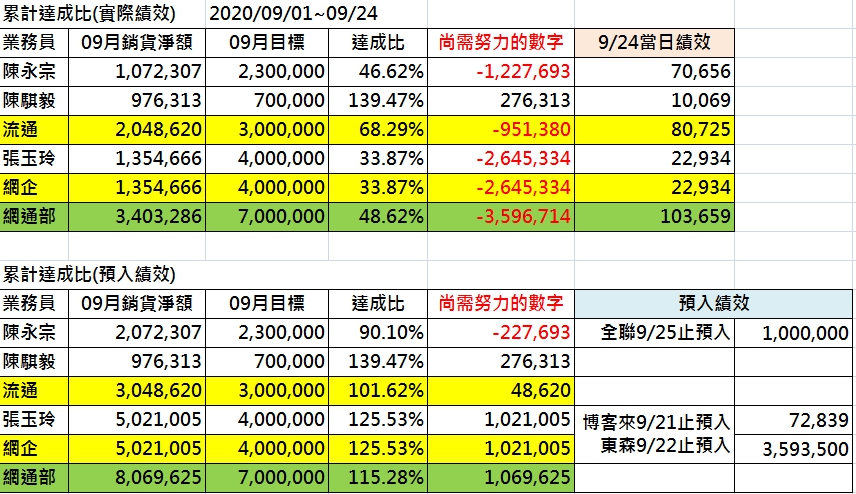 累計達成比(實際績效) 2020/09/01~09/24
業務員 09月銷貨淨額 09月目標 達成比 尚需努力的數字 9/24當日績效
陳永宗 1,072,307 2,300,000 46.62% -1,227,693 70,656
陳騏毅 976,313 700,000 139.47% 276,313 10,069
流通 2,048,620 3,000,000 68.29% -951,380 80,725
張玉玲 1,354,666 4,000,000 33.87% -2,645,334 22,934
網企 1,354,666 4,000,000 33.87% -2,645,334 22,934
網通部 3,403,286 7,000,000 48.62% -3,596,714 103,659
累計達成比(預入績效)
業務員 09月銷貨淨額 09月目標 達成比 尚需努力的數字 預入績效
陳永宗 2,072,307 2,300,000 90.10% -227,693 全聯9/25止預入 1,000,000
陳騏毅 976,313 700,000 139.47% 276,313
流通 3,048,620 3,000,000 101.62% 48,620
張玉玲 5,021,005 4,000,000 125.53% 1,021,005 博客來9/21止預入 72,839
網企 5,021,005 4,000,000 125.53% 1,021,005 東森9/22止預入 3,593,500
網通部 8,069,625 7,000,000 115.28% 1,069,625